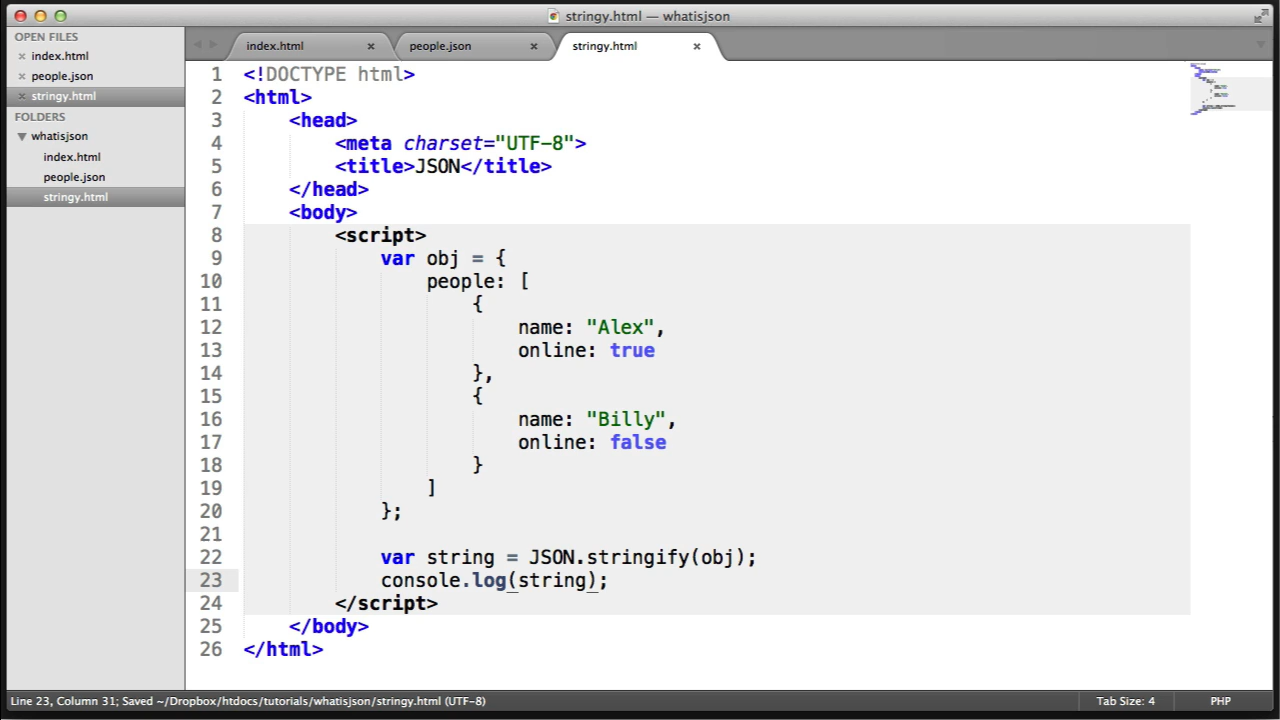 stringy.html — whatisjson
OPEN FILES
index.html
people.json
stringy.html
FOLDERS
whatisjson
index.html
people.json
stringy.html
index.html
people.json
stringy.html
1 <!DOCTYPE html>
2 <html>
3 <head>
4 <meta charset="UTF-8">
5 <title>JSON</title>
6 </head>
7 <body>
8 <script>
9 var obj = {
10 people: [
11 {
12 name: "Alex",
13 online: true
14 },
15 {
16 name: "Billy",
17 online: false
18 }
19 ]
20 };
21
22 var string = JSON.stringify(obj);
23 console.log(string);
24 </script>
25 </body>
26 </html>
Line 23, Column 31; Saved ~/Dropbox/htdocs/tutorials/whatisjson/stringy.html (UTF-8)
Tab Size: 4
PHP